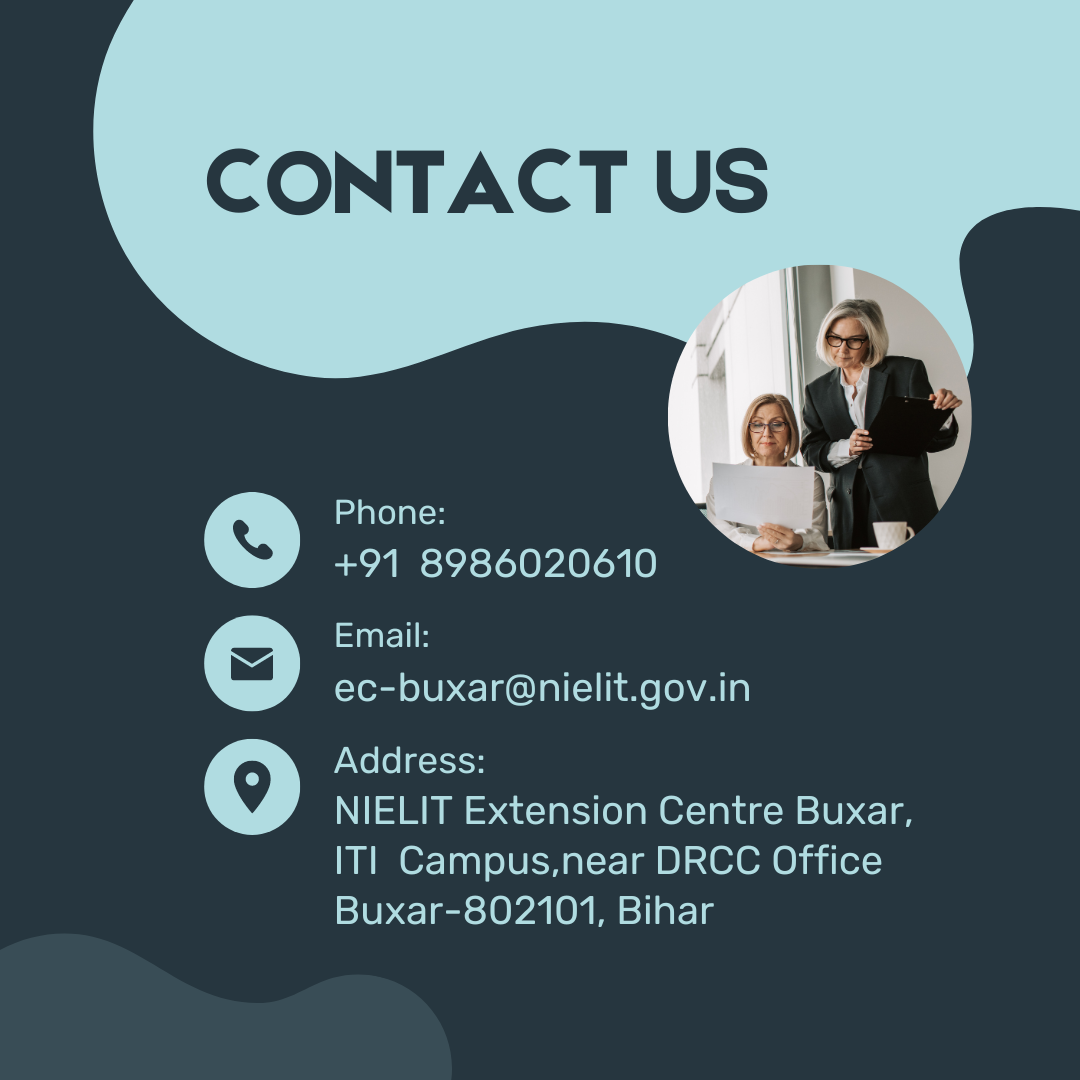 CONTACT US
Phone:
+91  8986020610
Email:
ec-buxar@nielit.gov.in
Address:
NIELIT Extension Centre Buxar,
ITI  Campus,near DRCC Office
Buxar-802101, Bihar